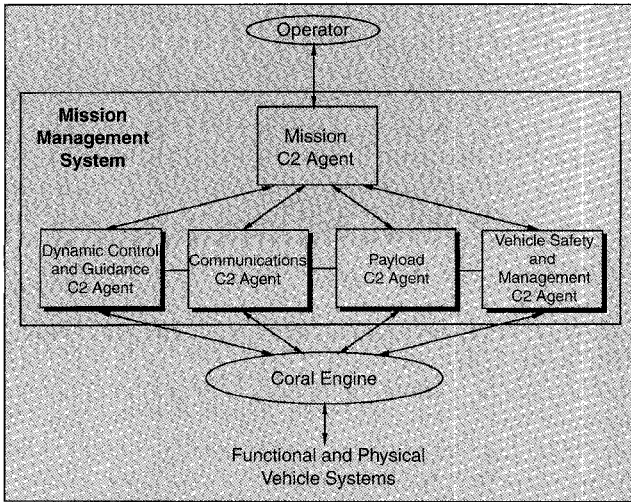 Operator
Mission
Management
System
Mission
C2 Agent
Dynamic Control
and Guidance
C2 Agent
Communications
C2 Agent
Payload
C2 Agent
Vehicle Safety
and
Management
C2 Agent
Coral Engine
Functional and Physical
Vehicle Systems